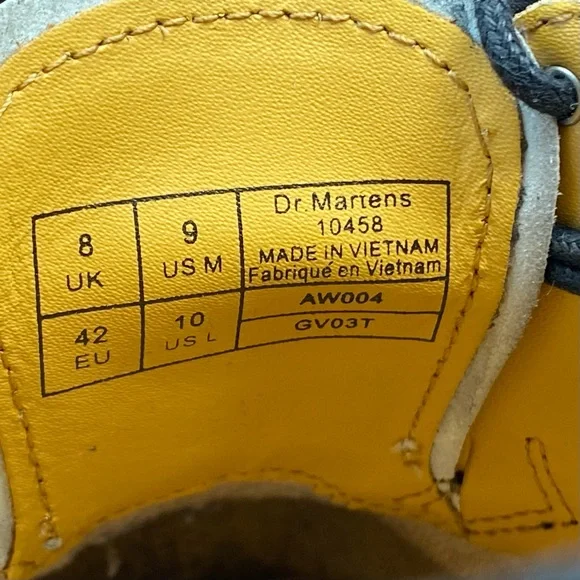 8
UK
9
US M
Dr. Martens
10458
MADE IN VIETNAM
Fabriqué en Vietnam
42
EU
10
US L
AW004
GV03T